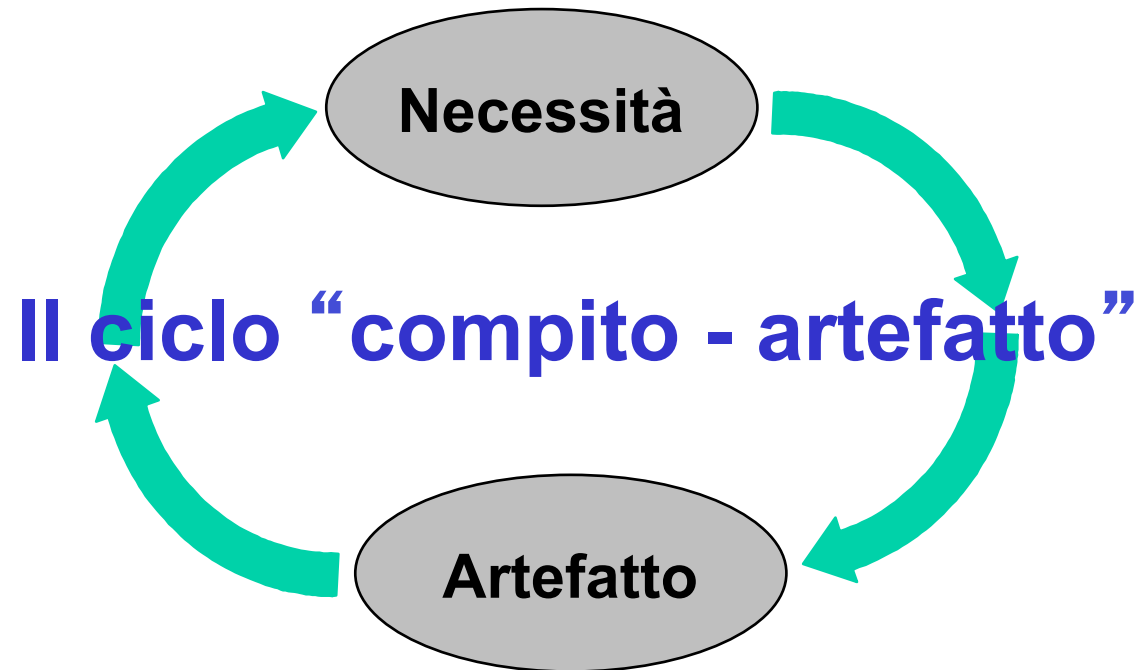 Necessità
Il ciclo “compito - artefatto”
Artefatto